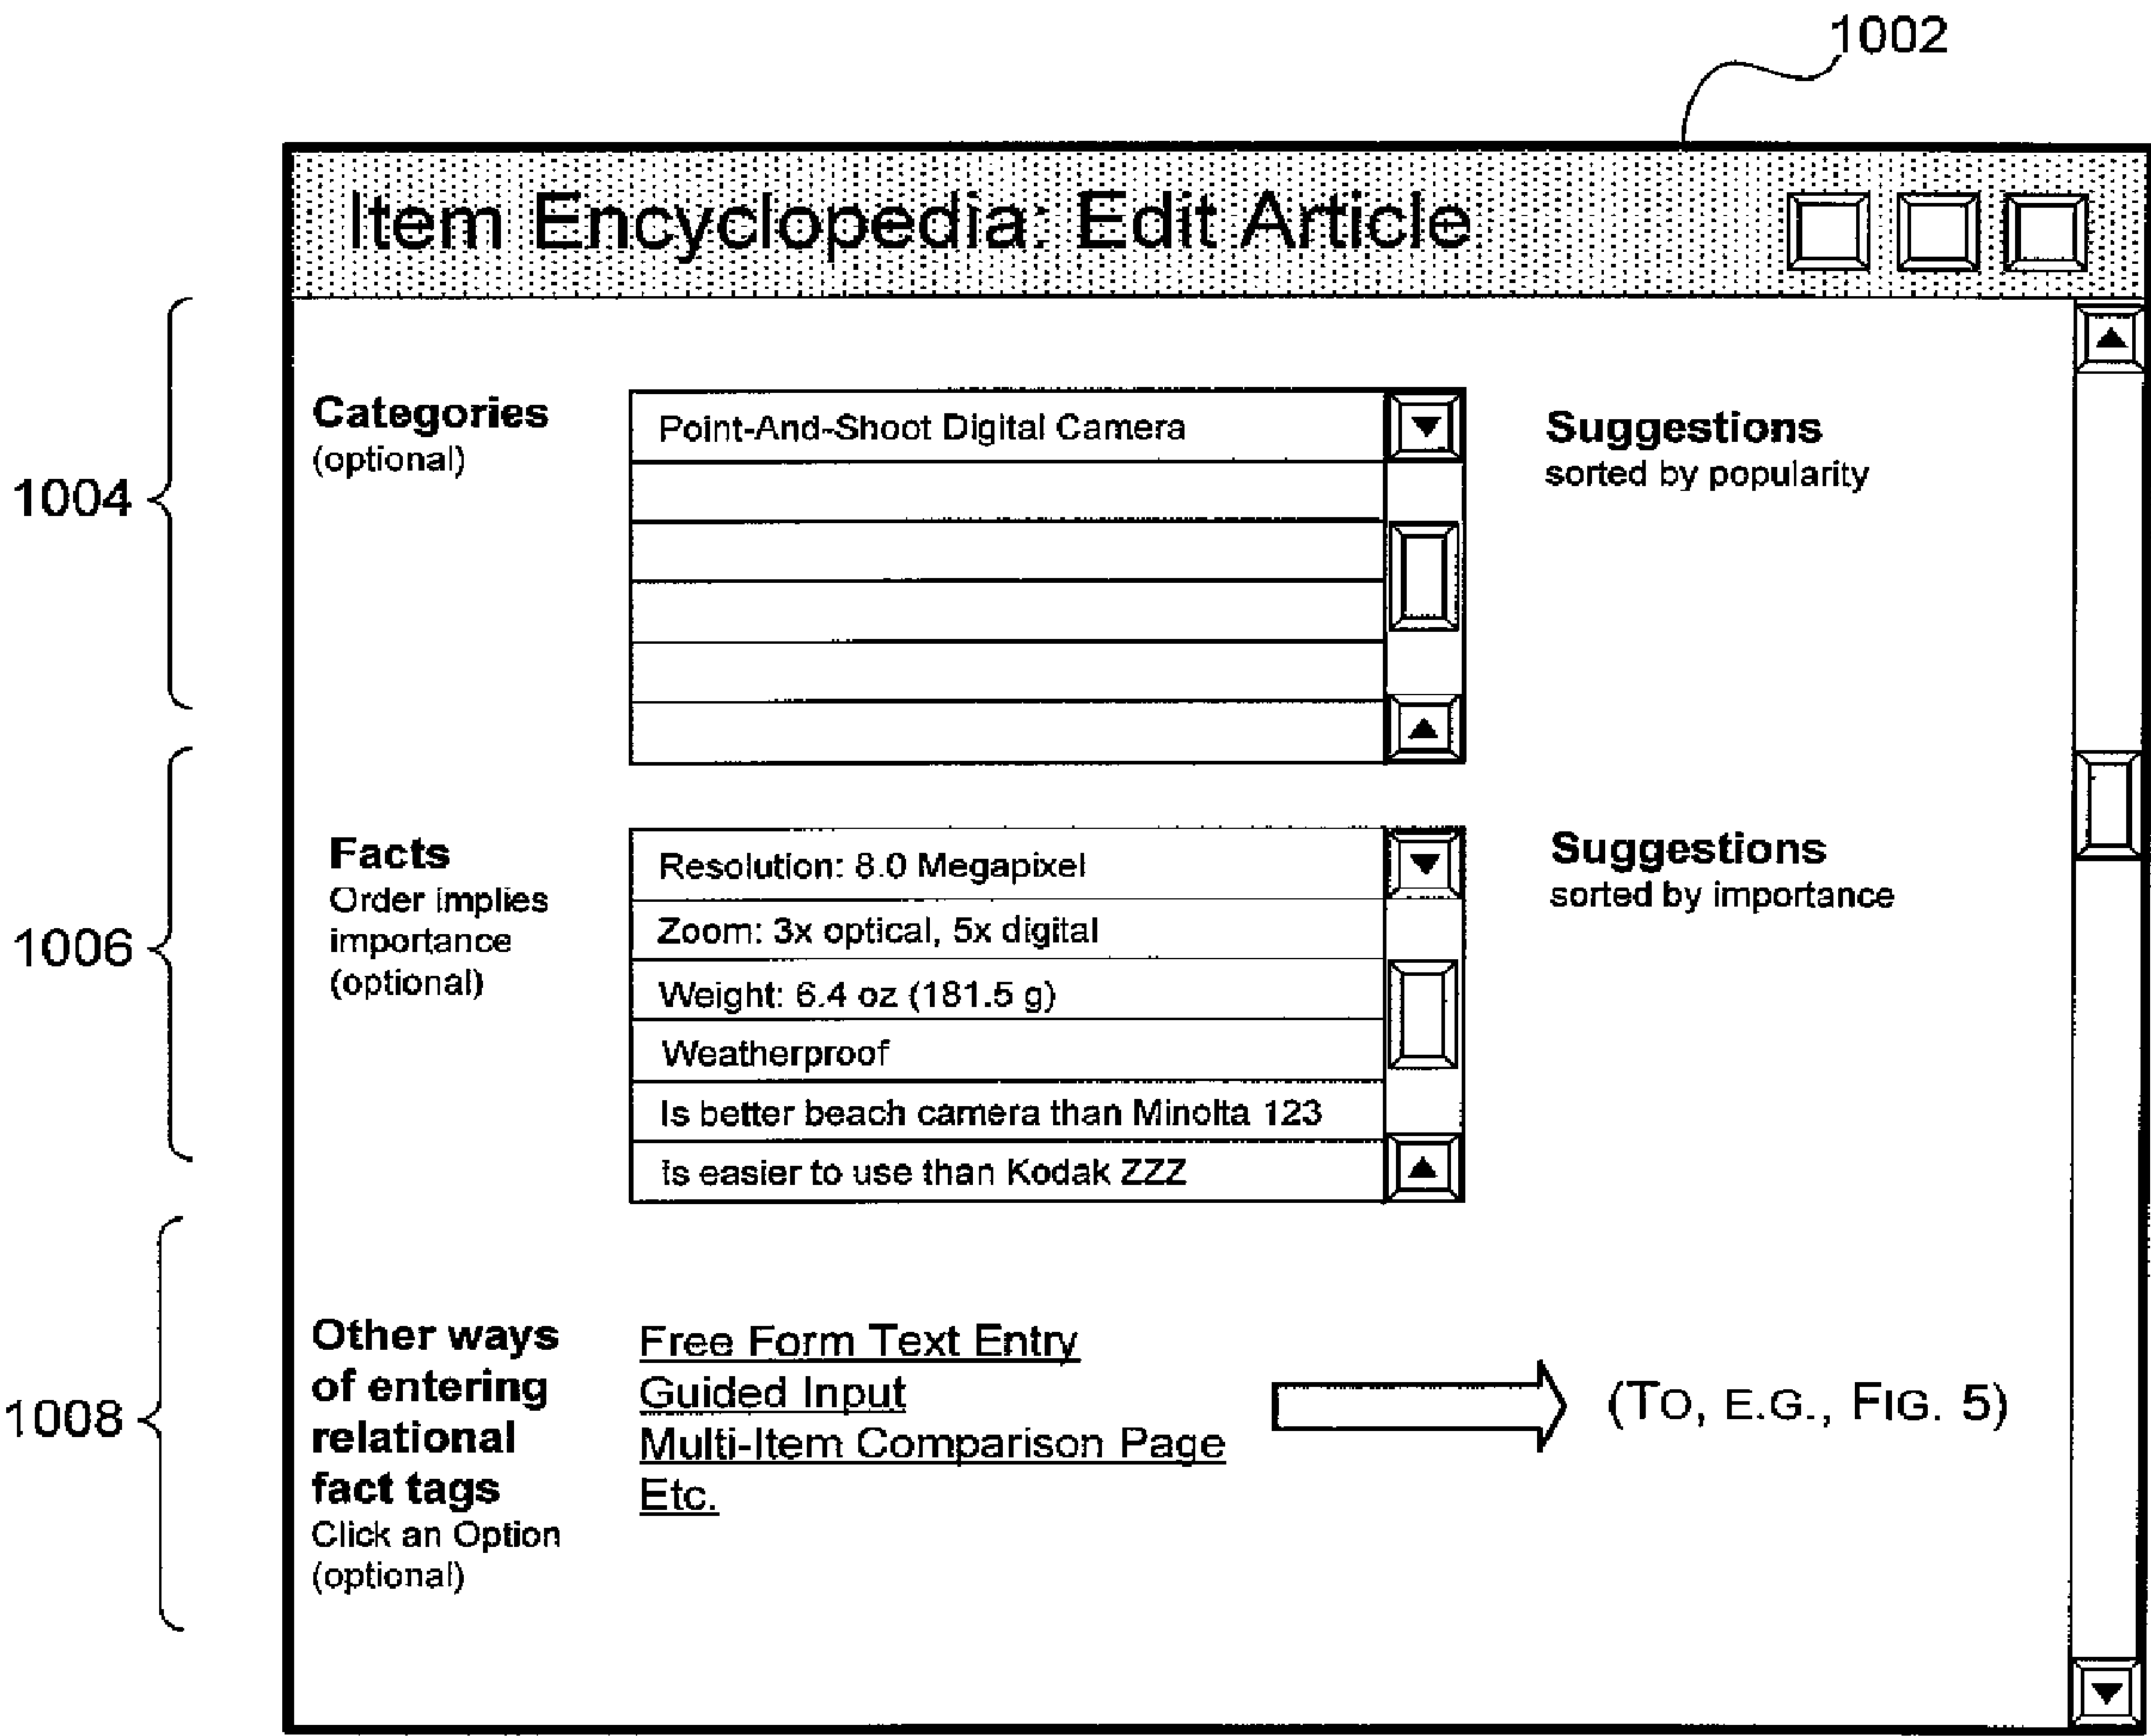 1002
Item Encyclopedia: Edit Article
1004
Categories
(optional)
Point-And-Shoot Digital Camera
Suggestions
sorted by popularity
1006
Facts
Order implies
importance
(optional)
Resolution: 8.0 Megapixel
Zoom: 3x optical, 5x digital
Weight: 6.4 oz (181.5 g)
Weatherproof
Is better beach camera than Minolta 123
Is easier to use than Kodak ZZZ
Suggestions
sorted by importance
1008
Other ways
of entering
relational
fact tags
Click an Option
(optional)
Free Form Text Entry
Guided Input
Multi-Item Comparison Page
Etc.
(TO, E.G., FIG. 5)